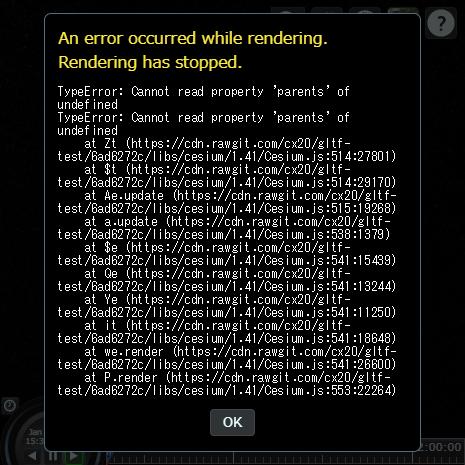 ?
An error occurred while rendering.
Rendering has stopped.
TypeError: Cannot read property 'parents' of
undefined
TypeError: Cannot read property 'parents' of
undefined
at Zt (https://cdn.rawgit.com/cx20/gltf-
test/6ad6272c/libs/cesium/1.41/Cesium.js:514:27801)
at $t (https://cdn.rawgit.com/cx20/gltf-
test/6ad6272c/libs/cesium/1.41/Cesium.js:514:29170)
at Ae.update (https://cdn.rawgit.com/cx20/gltf-
test/6ad6272c/libs/cesium/1.41/Cesium.js:515:19268)
at a.update (https://cdn.rawgit.com/cx20/gltf-
test/6ad6272c/libs/cesium/1.41/Cesium.js:538:1379)
at $e (https://cdn.rawgit.com/cx20/gltf-
test/6ad6272c/libs/cesium/1.41/Cesium.js:541:15439)
at Qe (https://cdn.rawgit.com/cx20/gltf-
test/6ad6272c/libs/cesium/1.41/Cesium.js:541:13244)
at Ye (https://cdn.rawgit.com/cx20/gltf-
test/6ad6272c/libs/cesium/1.41/Cesium.js:541:11250)
at it (https://cdn.rawgit.com/cx20/gltf-
test/6ad6272c/libs/cesium/1.41/Cesium.js:541:18648)
at we.render (https://cdn.rawgit.com/cx20/gltf-
test/6ad6272c/libs/cesium/1.41/Cesium.js:541:26600)
at P.render (https://cdn.rawgit.com/cx20/gltf-
test/6ad6272c/libs/cesium/1.41/Cesium.js:553:22264)
OK
Jan
15:3
2:00:00